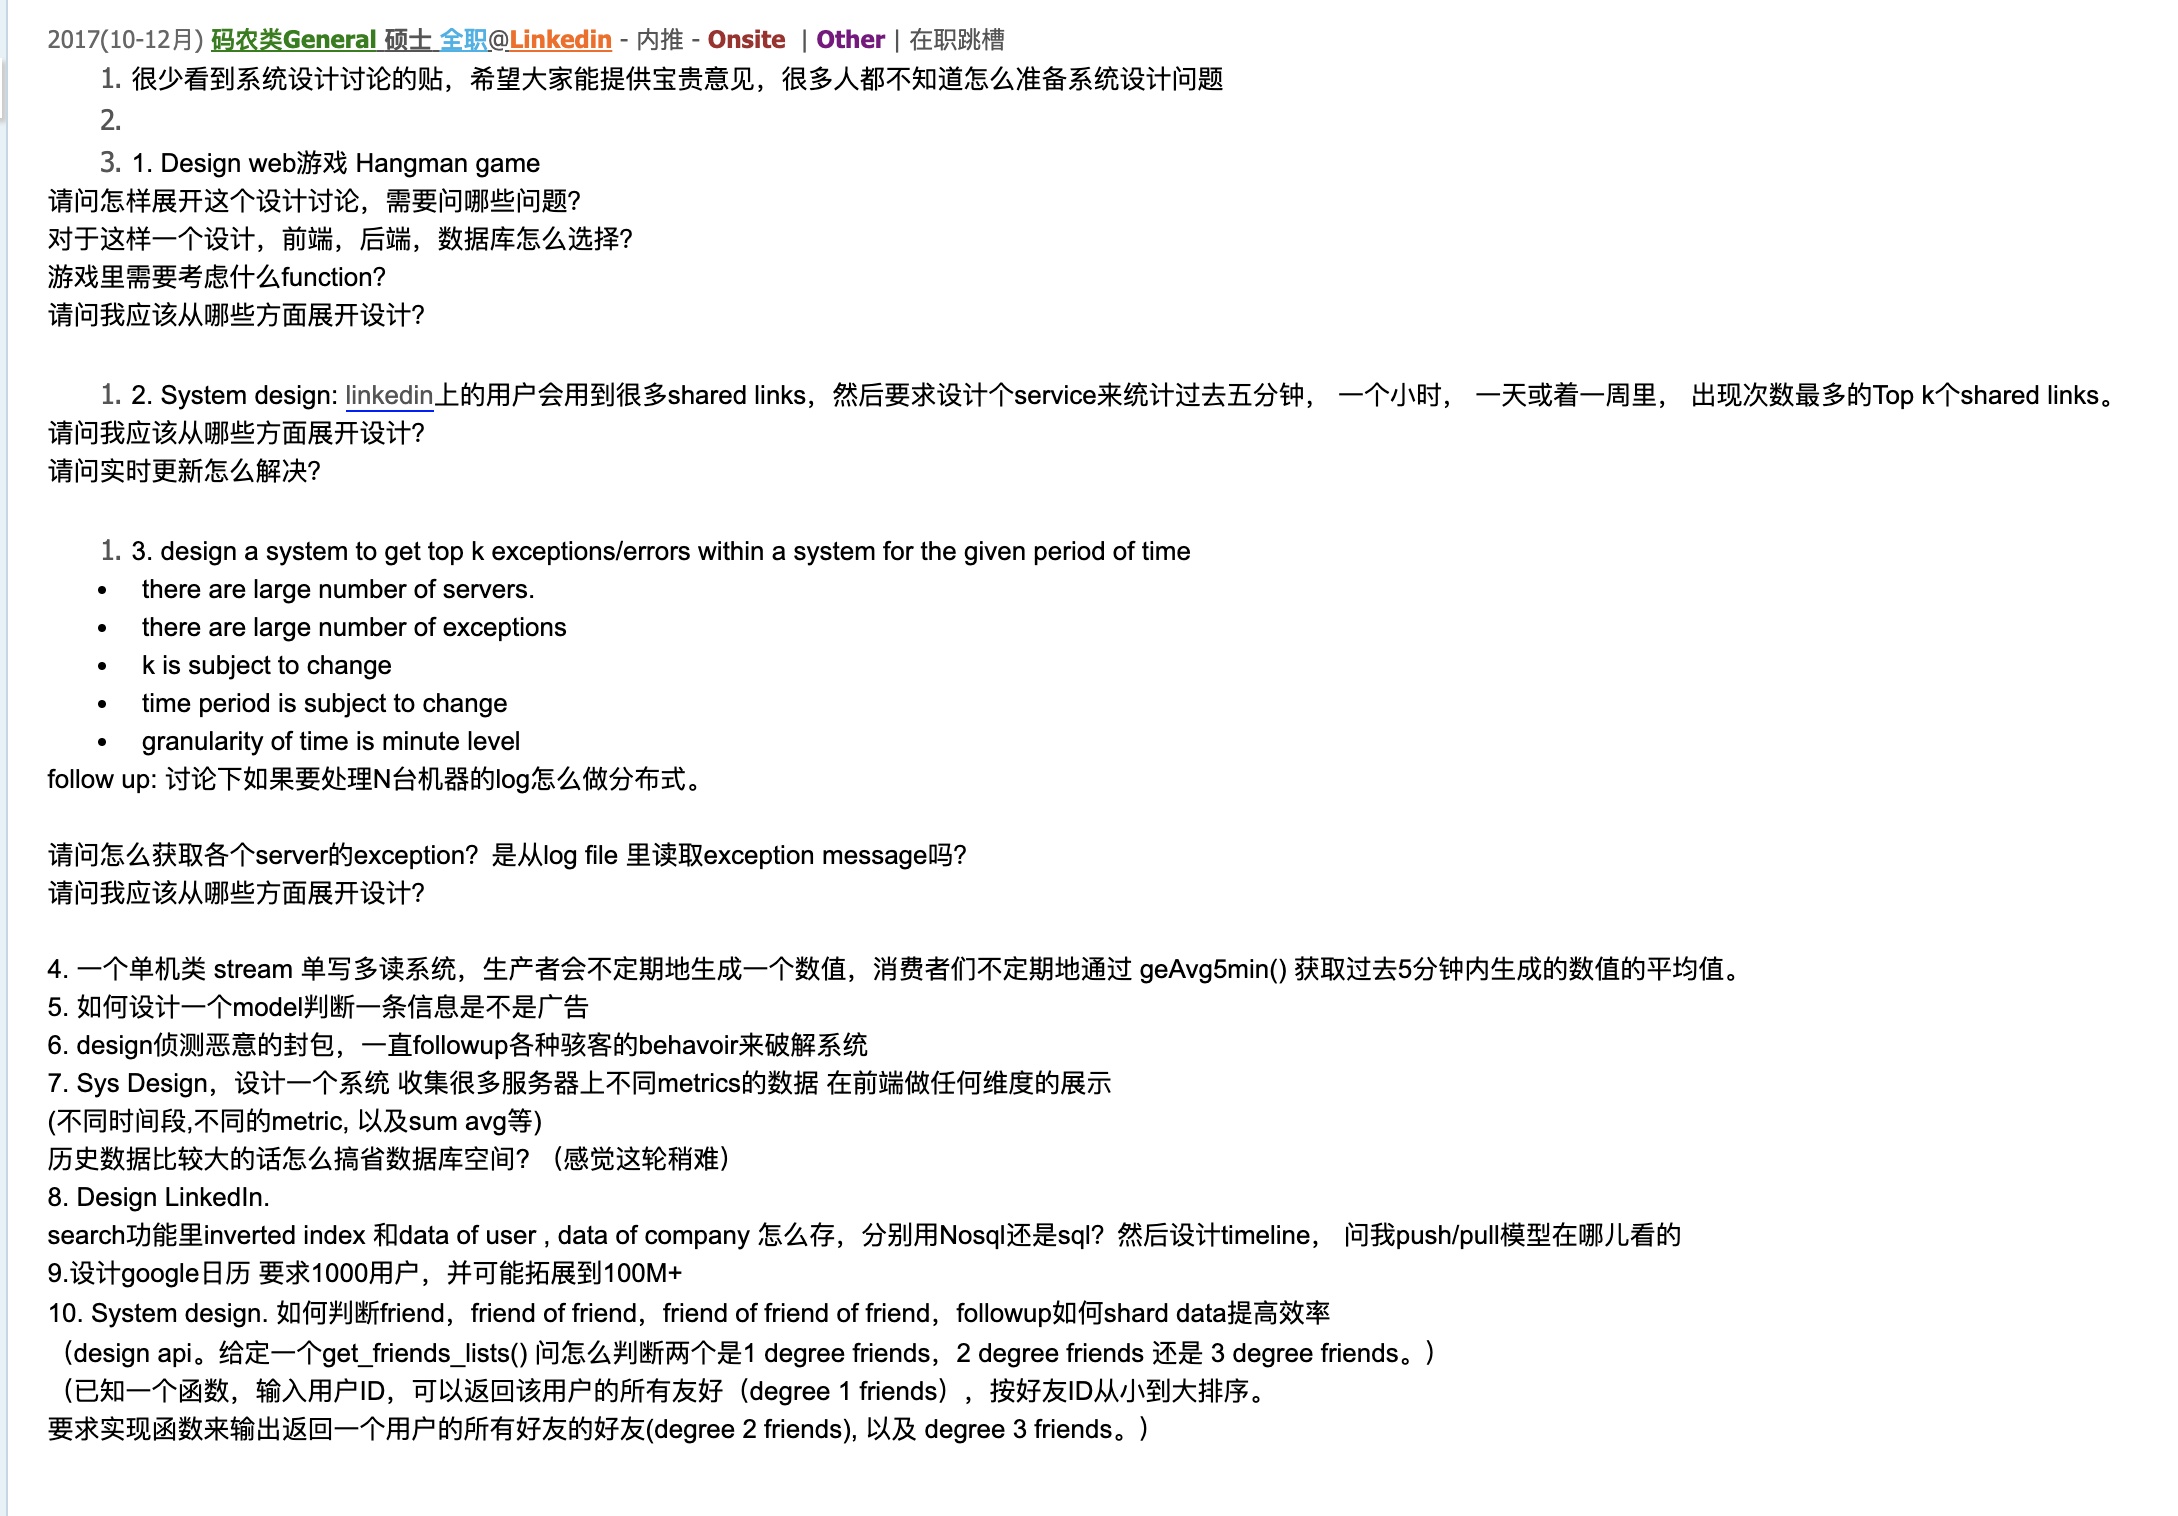 2017(10-12月) 码农类General 硕士 全职@Linkedin - 内推 - Onsite | Other | 在职跳槽
1. 很少看到系统设计讨论的贴，希望大家能提供宝贵意见，很多人都不知道怎么准备系统设计问题
2.
3. 1. Design web游戏 Hangman game
请问怎样展开这个设计讨论，需要问哪些问题?
对于这样一个设计，前端，后端，数据库怎么选择?
游戏里需要考虑什么function?
请问我应该从哪些方面展开设计?
1. 2. System design: linkedin上的用户会用到很多shared links，然后要求设计个service来统计过去五分钟， 一个小时， 一天或着一周里， 出现次数最多的Top k个shared links。
请问我应该从哪些方面展开设计?
请问实时更新怎么解决?
1. 3. design a system to get top k exceptions/errors within a system for the given period of time
• there are large number of servers.
• there are large number of exceptions
• k is subject to change
• time period is subject to change
• granularity of time is minute level
follow up: 讨论下如果要处理N台机器的log怎么做分布式。
请问怎么获取各个server的exception？是从log file 里读取exception message吗?
请问我应该从哪些方面展开设计?
4. 一个单机类 stream 单写多读系统，生产者会不定期地生成一个数值，消费者们不定期地通过 geAvg5min() 获取过去5分钟内生成的数值的平均值。
5. 如何设计一个model判断一条信息是不是广告
6. design侦测恶意的封包，一直followup各种骇客的behavoir来破解系统
7. Sys Design，设计一个系统 收集很多服务器上不同metrics的数据 在前端做任何维度的展示
(不同时间段,不同的metric, 以及sum avg等)
历史数据比较大的话怎么搞省数据库空间？（感觉这轮稍难）
8. Design LinkedIn.
search功能里inverted index 和data of user , data of company 怎么存，分别用Nosql还是sql？然后设计timeline， 问我push/pull模型在哪儿看的
9.设计google日历 要求1000用户，并可能拓展到100M+
10. System design. 如何判断friend，friend of friend，friend of friend of friend，followup如何shard data提高效率
（design api。给定一个get_friends_lists() 问怎么判断两个是1 degree friends，2 degree friends 还是 3 degree friends。）
（已知一个函数，输入用户ID，可以返回该用户的所有友好（degree 1 friends），按好友ID从小到大排序。
要求实现函数来输出返回一个用户的所有好友的好友(degree 2 friends), 以及 degree 3 friends。）